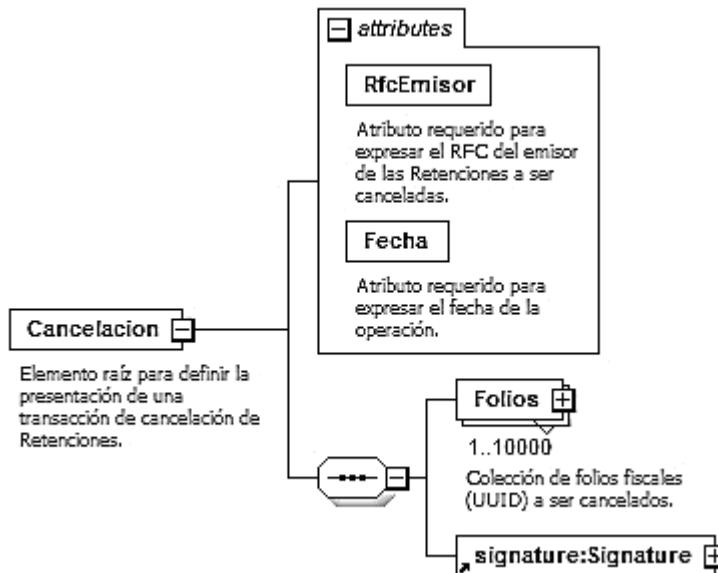 attributes
RfcEmisor
Atributo requerido para
expresar el RFC del emisor
de las Retenciones a ser
canceladas.
Fecha
Atributo requerido para
expresar el fecha de la
operación.
Cancelacion
Elemento raíz para definir la
presentación de una
transacción de cancelación de
Retenciones.
Folios
1..10000
Colección de folios fiscales
(UUID) a ser cancelados.
signature:Signature